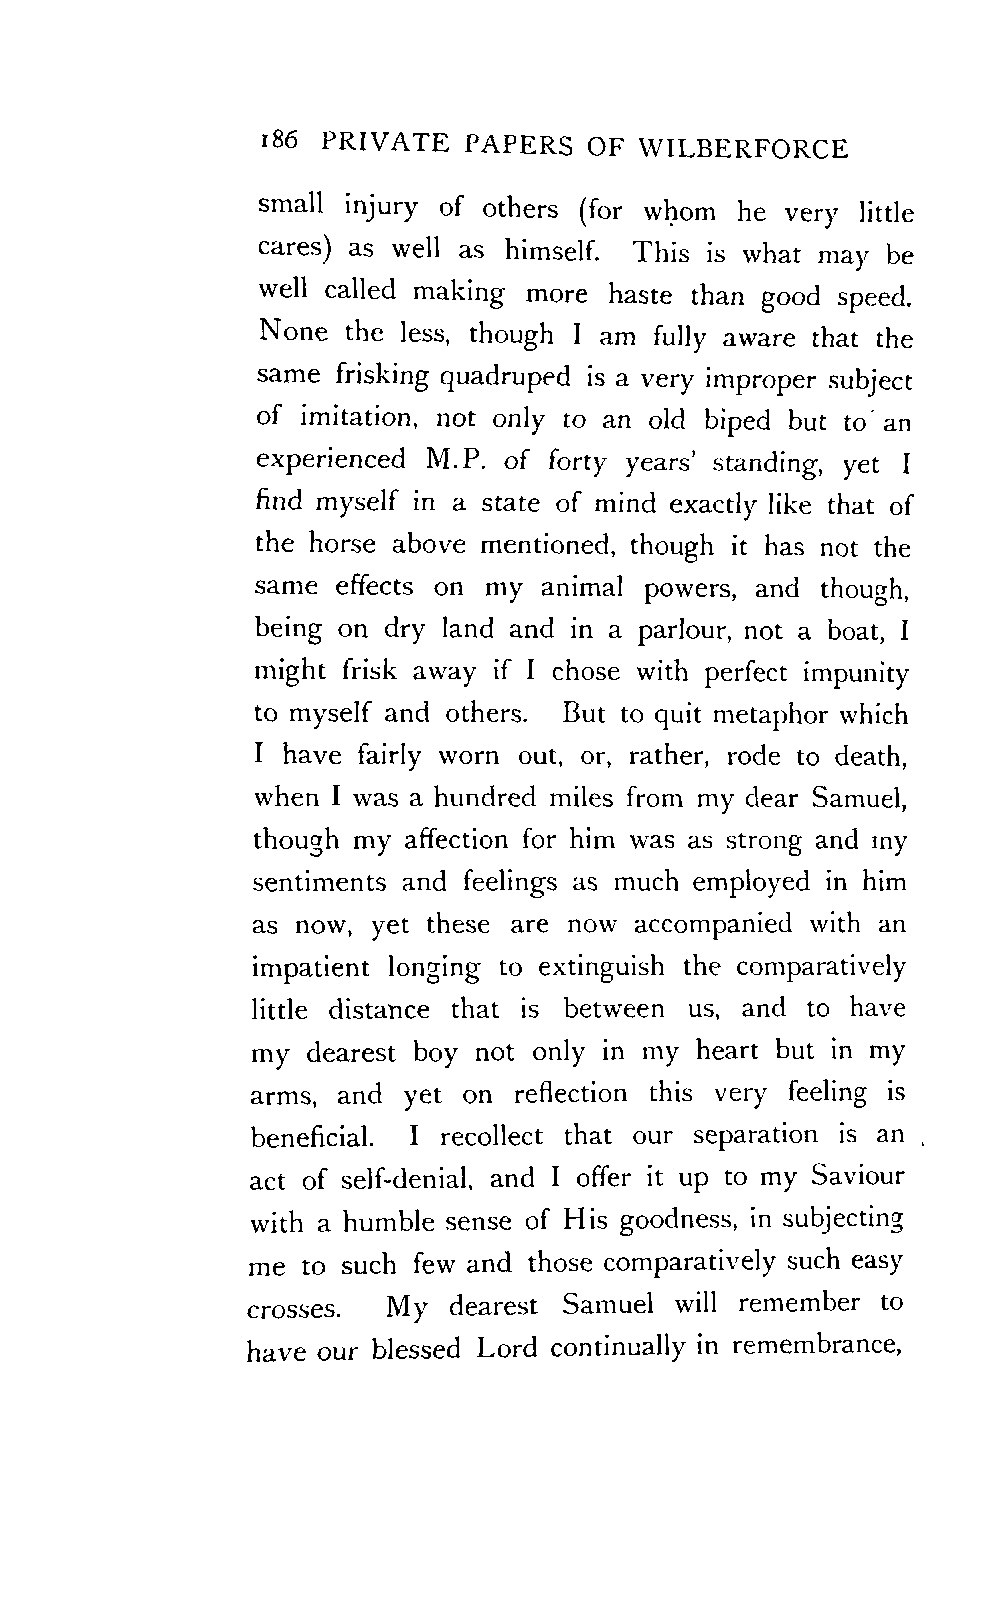 186 PRIVATE PAPERS OF WILBERFORCE
small injury of others (for whom he very little
cares) as well as himself. This is what may be
well called making more haste than good speed.
None the less, though I am fully aware that the
same frisking quadruped is a very improper subject
of imitation, not only to an old biped but to an
experienced M.P. of forty years' standing, yet I
find myself in a state of mind exactly like that of
the horse above mentioned, though it has not the
same effects on my animal powers, and though,
being on dry land and in a parlour, not a boat, I
might frisk away if I chose with perfect impunity
to myself and others. But to quit metaphor which
I have fairly worn out, or, rather, rode to death,
when I was a hundred miles from my dear Samuel,
though my affection for him was as strong and my
sentiments and feelings as much employed in him
as now, yet these are now accompanied with an
impatient longing to extinguish the comparatively
little distance that is between us, and to have
my dearest boy not only in my heart but in my
arms, and yet on reflection this very feeling is
beneficial. I recollect that our separation is an
act of self-denial, and I offer it up to my Saviour
with a humble sense of His goodness, in subjecting
me to such few and those comparatively such easy
crosses. My dearest Samuel will remember to
have our blessed Lord continually in remembrance,